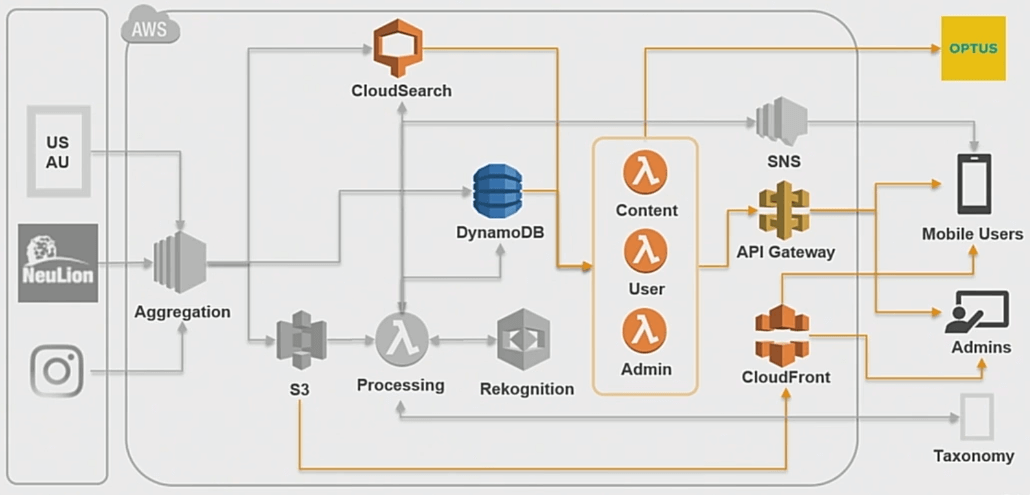 AWS
OPTUS
CloudSearch
US
AU
SNS
Content
DynamoDB
API Gateway
Mobile Users
NeuLion
User
Aggregation
Admin
Admins
S3
Processing
Rekognition
CloudFront
Taxonomy